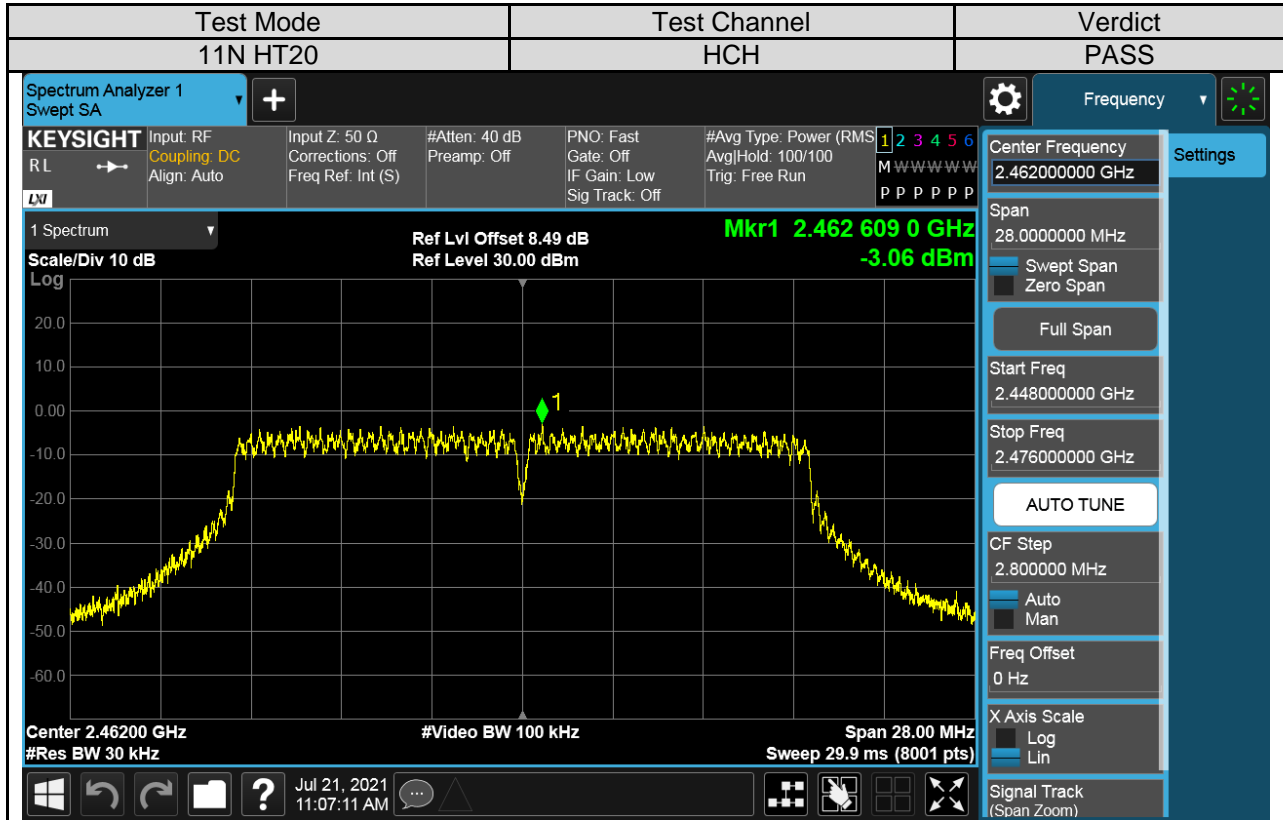 Test Mode Test Channel Verdict
11N HT20 HCH PASS
Spectrum Analyzer 1
Swept SA
+
Frequency
KEYSIGHT
R L
LXI
Input: RF
Coupling: DC
Align: Auto
Input Z: 50 Ω
Corrections: Off
Freq Ref: Int (S)
#Atten: 40 dB
Preamp: Off
PNO: Fast
Gate: Off
IF Gain: Low
Sig Track: Off
#Avg Type: Power (RMS
Avg|Hold: 100/100
Trig: Free Run
1 2 3 4 5 6
M W W W W W
P P P P P P
1 Spectrum
Scale/Div 10 dB
Log
Ref Lvl Offset 8.49 dB
Ref Level 30.00 dBm
Mkr1 2.462 609 0 GHz
-3.06 dBm
20.0
10.0
0.00
-10.0
-20.0
-30.0
-40.0
-50.0
-60.0
1
Center 2.46200 GHz
#Res BW 30 kHz
#Video BW 100 kHz
Span 28.00 MHz
Sweep 29.9 ms (8001 pts)
Center Frequency
2.462000000 GHz
Settings
Span
28.0000000 MHz
Swept Span
Zero Span
Full Span
Start Freq
2.448000000 GHz
Stop Freq
2.476000000 GHz
AUTO TUNE
CF Step
2.800000 MHz
Auto
Man
Freq Offset
0 Hz
X Axis Scale
Log
Lin
Signal Track
(Span Zoom)
?
Jul 21, 2021
11:07:11 AM